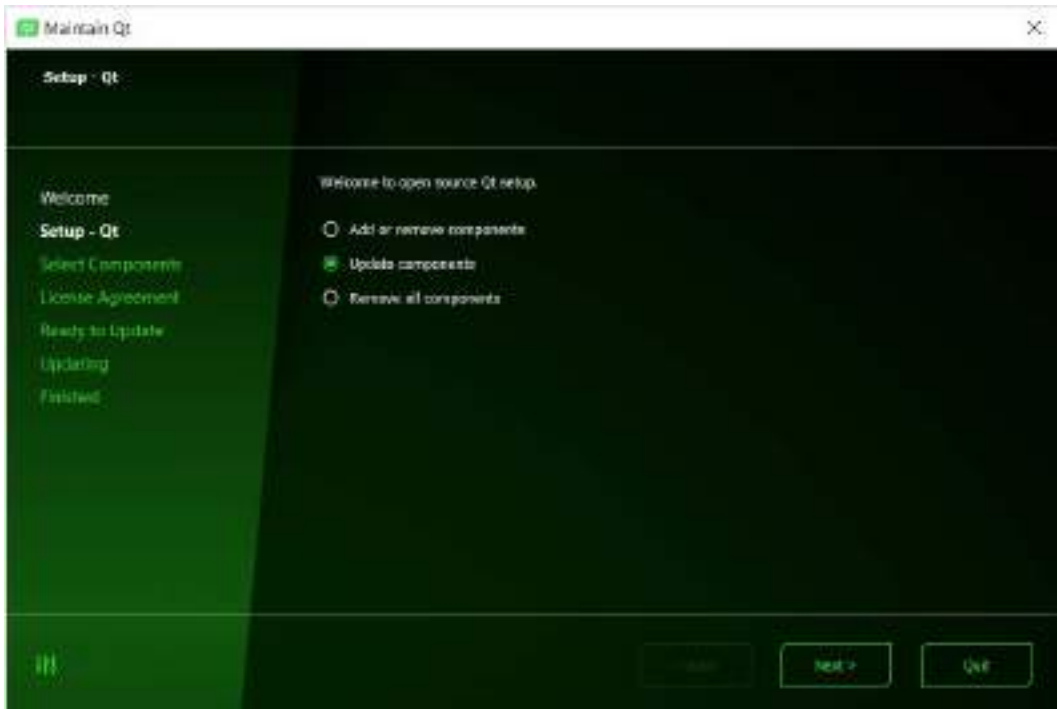 Maintain Qt
Setup - Qt
Welcome
Setup - Qt
Select Components
License Agreement
Ready to Update
Updating
Finished
Welcome to open source Qt setup.
Add or remove components
Update components
Remove all components
Next >
Quit